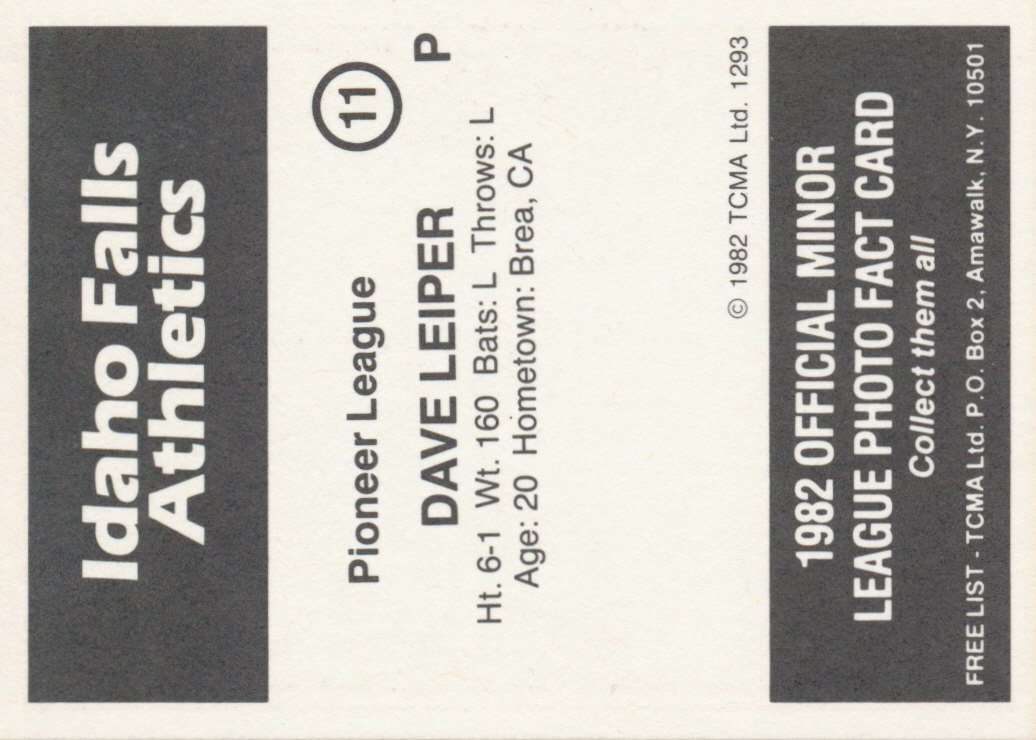 Idaho Falls
Athletics
Pioneer League
11
DAVE LEIPER P
Ht. 6-1 Wt. 160 Bats: L Throws: L
Age: 20 Hometown: Brea, CA
© 1982 TCMA Ltd. 1293
1982 OFFICIAL MINOR
LEAGUE PHOTO FACT CARD
Collect them all
FREE LIST - TCMA Ltd. P.O. Box 2, Amawalk, N.Y. 10501